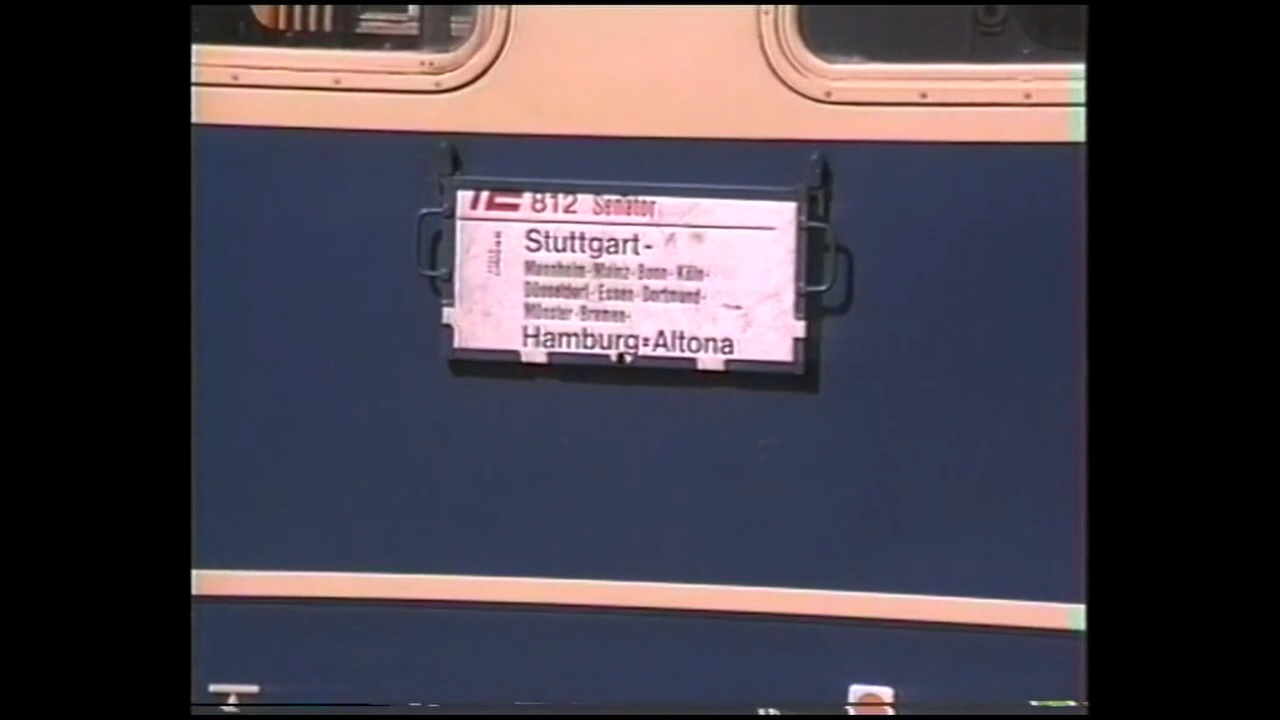 IC 812 Senator
Stuttgart-
Mannheim-Mainz-Bonn-Köln-
Düsseldorf-Essen-Dortmund-
Münster-Bremen-
Hamburg=Altona